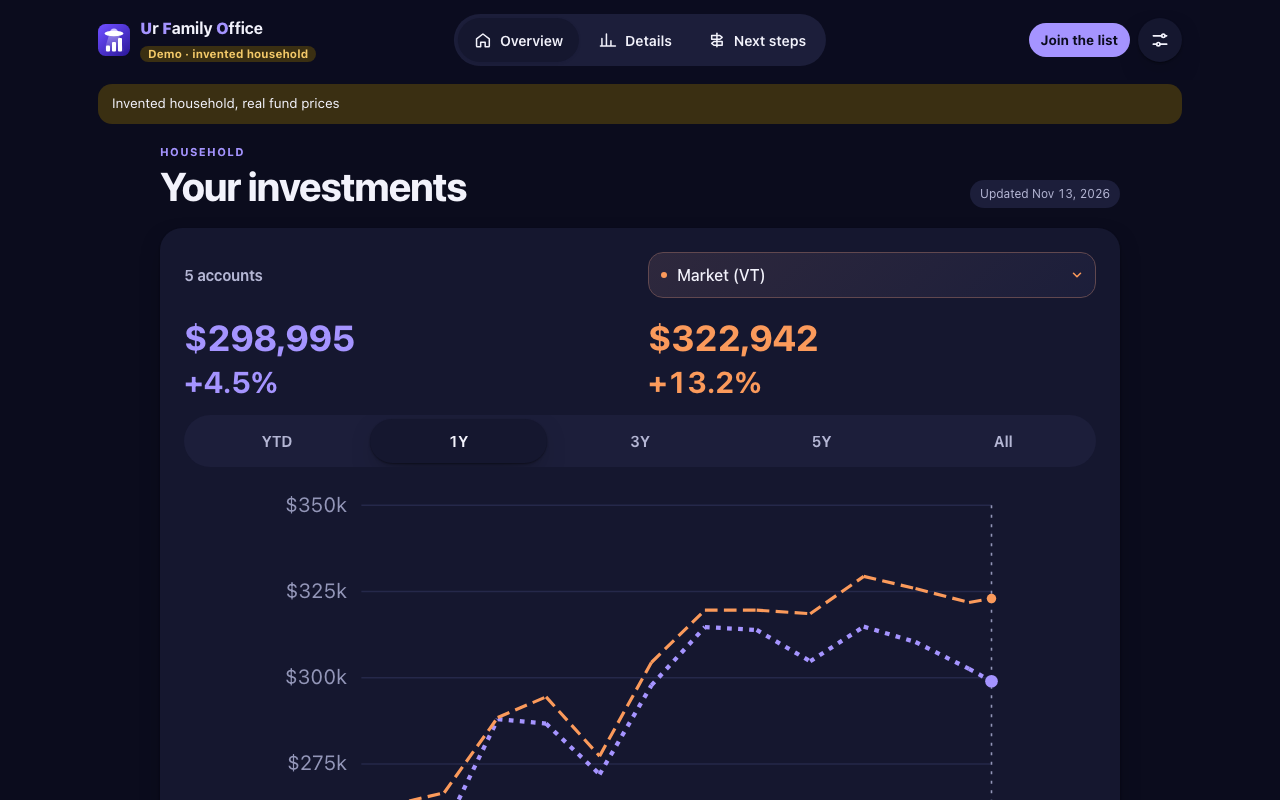 Ur Family Office
Demo · invented household
Overview
Details
Next steps
Join the list
Invented household, real fund prices
HOUSEHOLD
Your investments
Updated Nov 13, 2026
5 accounts
Market (VT)
$298,995
$322,942
+4.5%
+13.2%
YTD
1Y
3Y
5Y
All
$350k
$325k
$300k
$275k